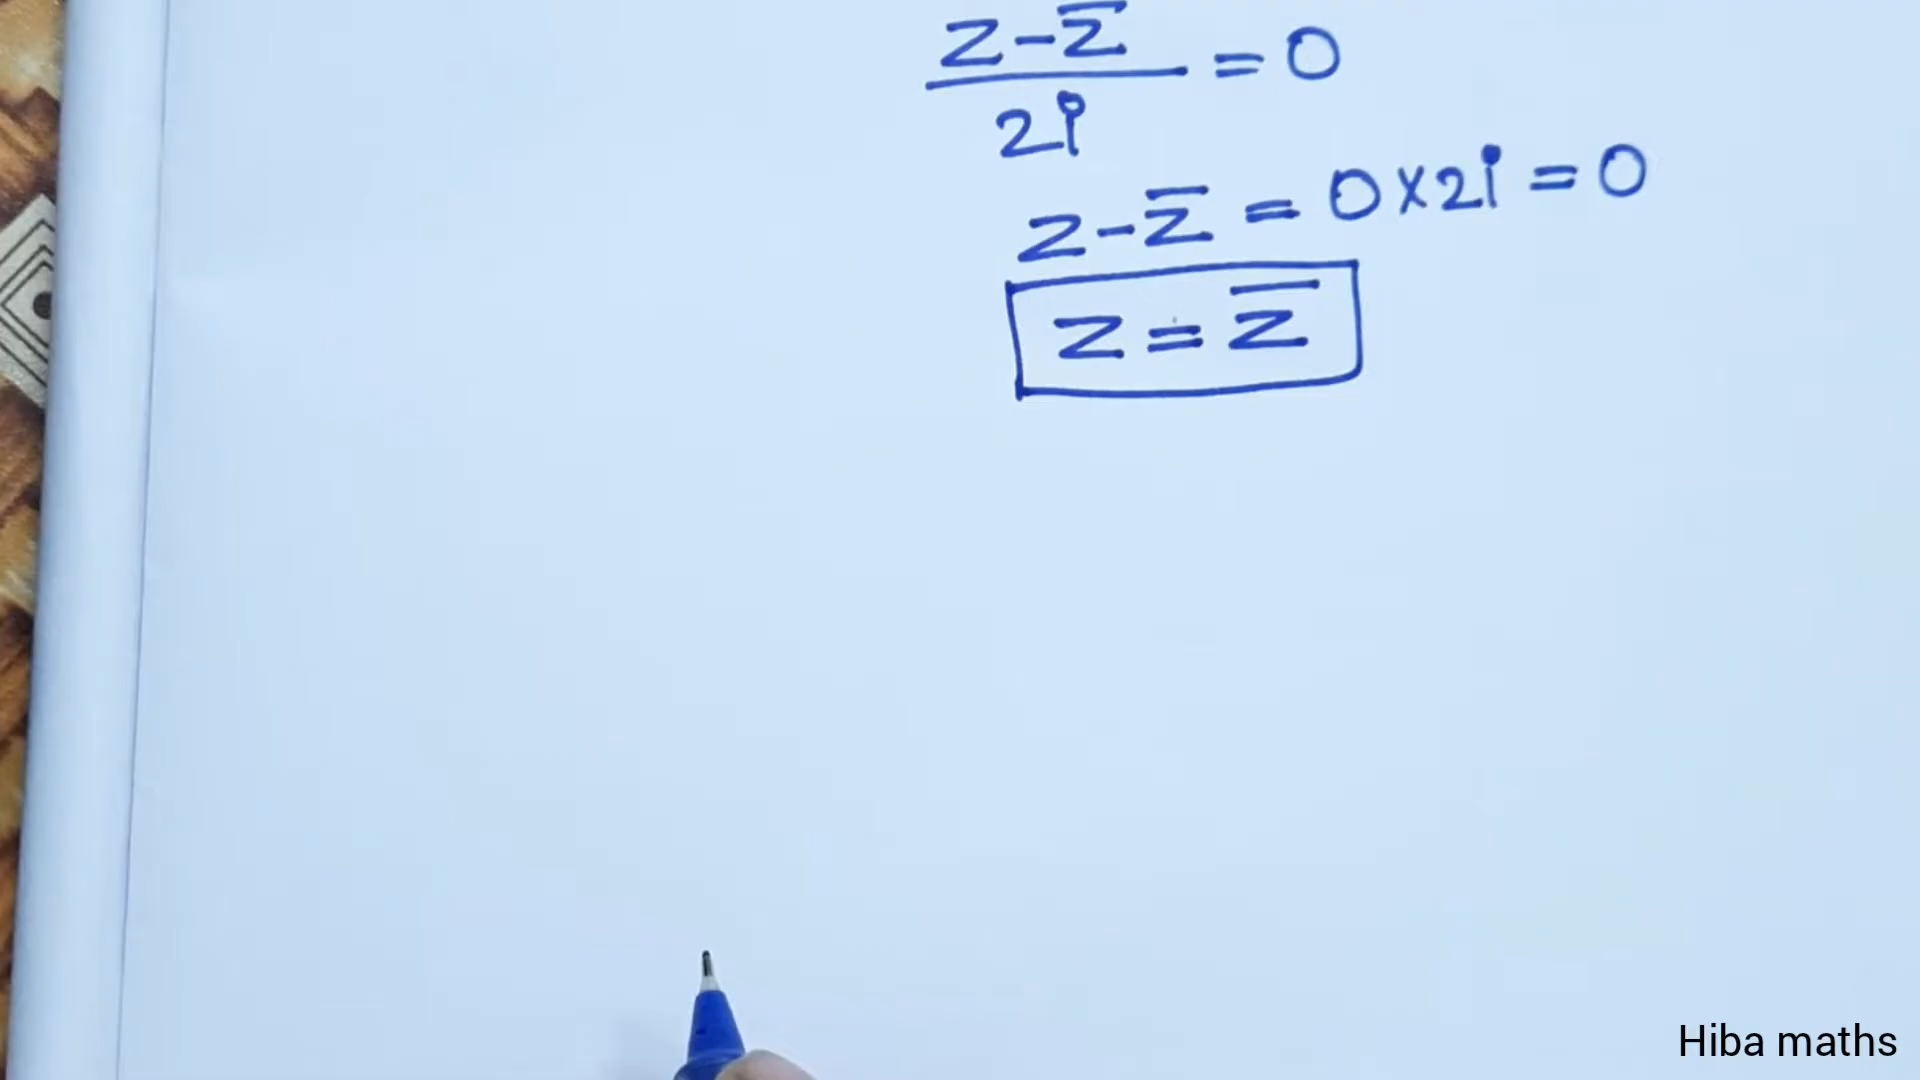 z - z̅ / 2i = 0
z - z̅ = 0 × 2i = 0
z = z̅
Hiba maths